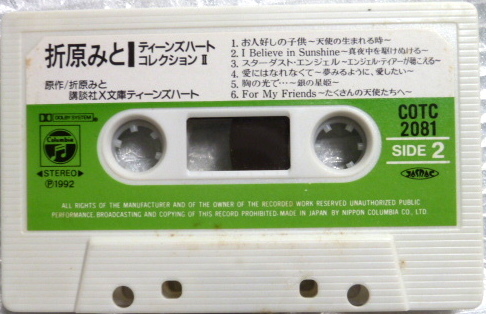 折原みと
ティーンズハート
コレクションⅡ
原作/折原みと
講談社X文庫ティーンズハート
1. お人好しの子供〜天使の生まれる時〜
2. I Believe in Sunshine〜真夜中を駆けぬける〜
3. スターダスト・エンジェル〜エンジェル・ティアーが聴こえる〜
4. 愛にはなれなくて〜夢みるように、愛したい〜
5. 胸の光で…〜銀の星姫〜
6. For My Friends〜たくさんの天使たちへ〜
DOLBY SYSTEM
Columbia
◀STEREO▶
Ⓟ1992
COTC
2081
SIDE 2
ALL RIGHTS OF THE MANUFACTURER AND OF THE OWNER OF THE RECORDED WORK RESERVED UNAUTHORIZED PUBLIC
PERFORMANCE, BROADCASTING AND COPYING OF THIS RECORD PROHIBITED. MADE IN JAPAN BY NIPPON COLUMBIA CO., LTD.